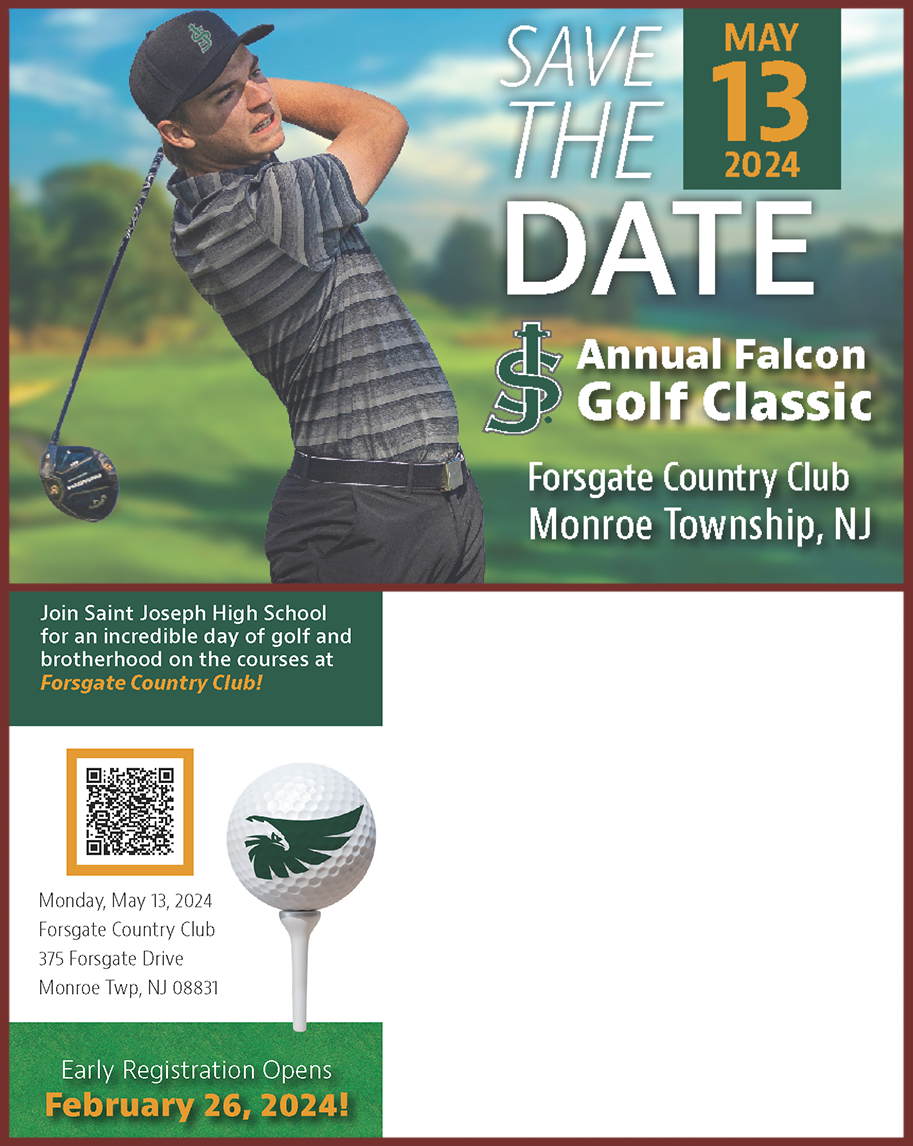 SAVE
THE
DATE
MAY
13
2024
SJ
Annual Falcon
Golf Classic
Forsgate Country Club
Monroe Township, NJ
Join Saint Joseph High School
for an incredible day of golf and
brotherhood on the courses at
Forsgate Country Club!
Monday, May 13, 2024
Forsgate Country Club
375 Forsgate Drive
Monroe Twp, NJ 08831
Early Registration Opens
February 26, 2024!